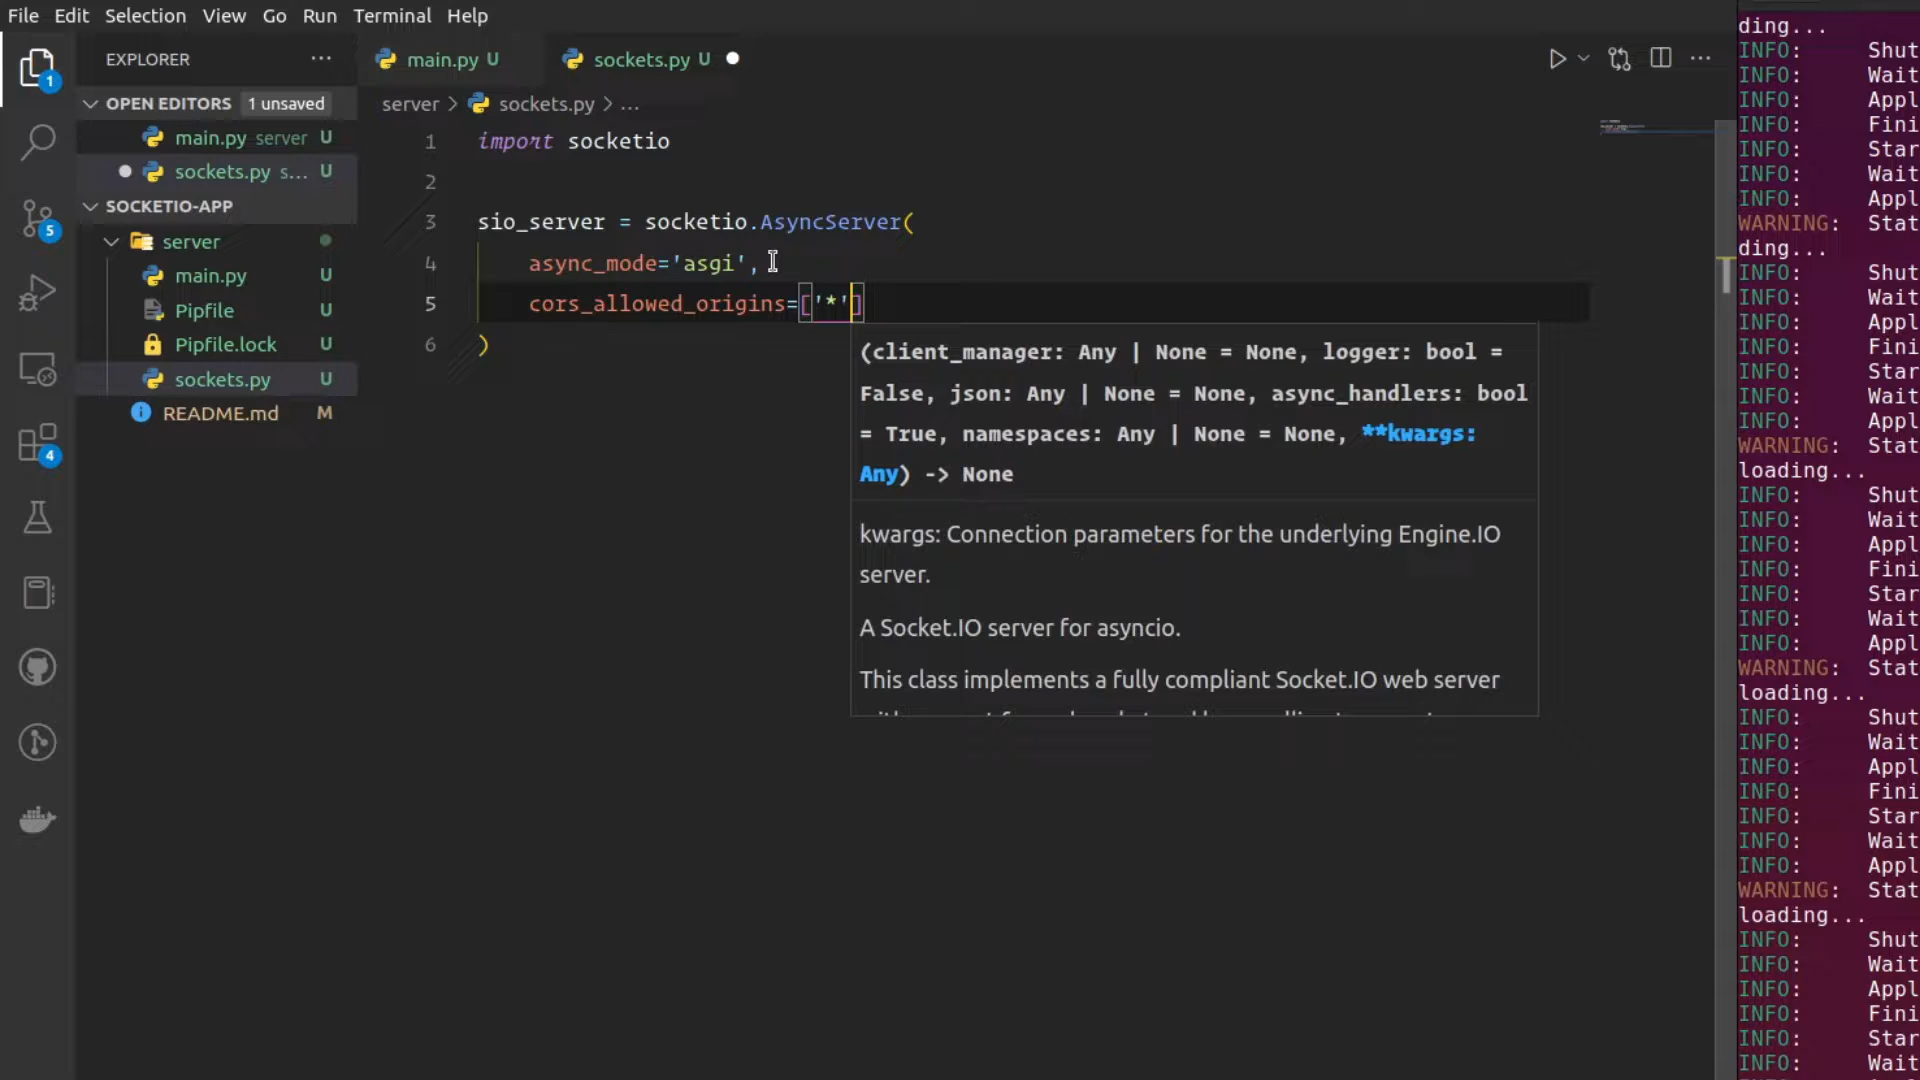 File Edit Selection View Go Run Terminal Help
EXPLORER ···
OPEN EDITORS 1 unsaved
main.py server U
sockets.py s... U
SOCKETIO-APP
server
main.py U
Pipfile U
Pipfile.lock U
sockets.py U
README.md M
1
5
4
main.py U
sockets.py U
server > sockets.py > ...
1 import socketio
2
3 sio_server = socketio.AsyncServer(
4 async_mode='asgi',
5 cors_allowed_origins=['*']
6 )
(client_manager: Any | None = None, logger: bool =
False, json: Any | None = None, async_handlers: bool
= True, namespaces: Any | None = None, **kwargs:
Any) -> None
kwargs: Connection parameters for the underlying Engine.IO
server.
A Socket.IO server for asyncio.
This class implements a fully compliant Socket.IO web server
ding...
INFO: Shut
INFO: Wait
INFO: Appl
INFO: Fini
INFO: Star
INFO: Wait
INFO: Appl
WARNING: Stat
ding...
INFO: Shut
INFO: Wait
INFO: Appl
INFO: Fini
INFO: Star
INFO: Wait
INFO: Appl
WARNING: Stat
loading...
INFO: Shut
INFO: Wait
INFO: Appl
INFO: Fini
INFO: Star
INFO: Wait
INFO: Appl
WARNING: Stat
loading...
INFO: Shut
INFO: Wait
INFO: Appl
INFO: Fini
INFO: Star
INFO: Wait
INFO: Appl
WARNING: Stat
loading...
INFO: Shut
INFO: Wait
INFO: Appl
INFO: Fini
INFO: Star
INFO: Wait